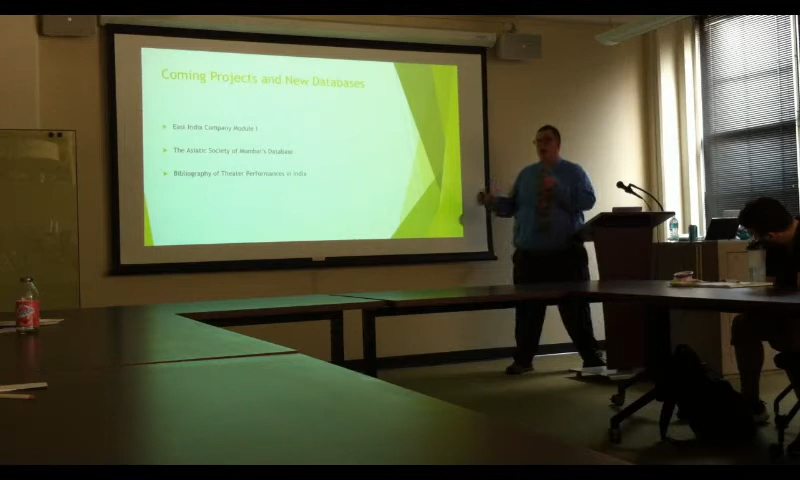 Coming Projects and New Databases
East India Company Module I
The Asiatic Society of Mumbai's Database
Bibliography of Theater Performances in India